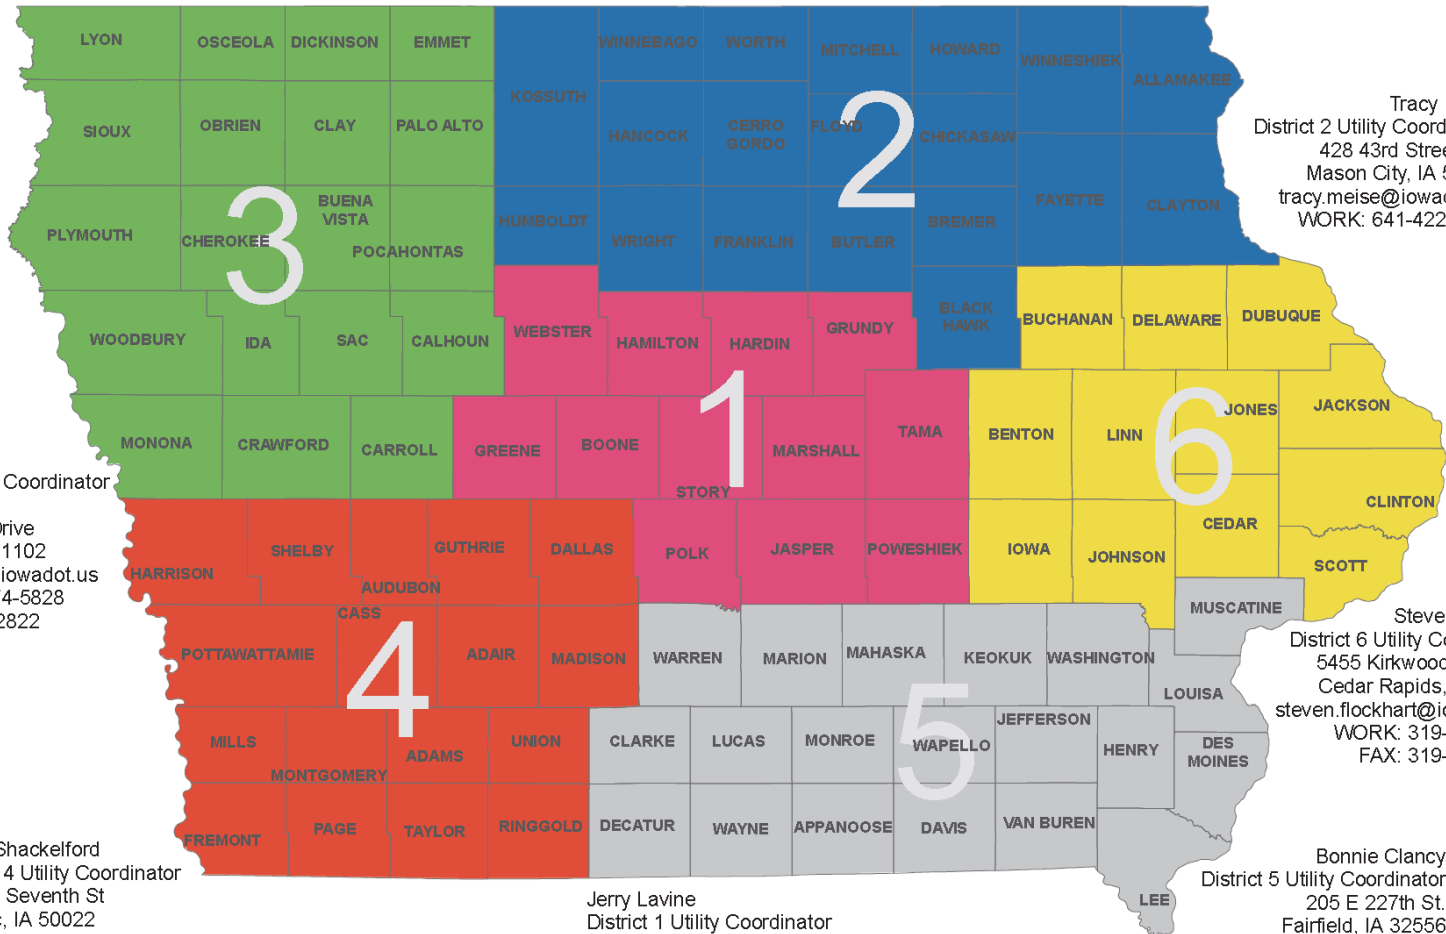 LYON
OSCEOLA
DICKINSON
EMMET
WINNEBAGO
WORTH
MITCHELL
HOWARD
WINNESHIEK
ALLAMAKEE
KOSSUTH
SIOUX
OBRIEN
CLAY
PALO ALTO
HANCOCK
CERRO
GORDO
FLOYD
CHICKASAW
2
Tracy
District 2 Utility Coord
428 43rd Stree
Mason City, IA 5
tracy.meise@iowad
WORK: 641-422
PLYMOUTH
CHEROKEE
3
BUENA
VISTA
POCAHONTAS
HUMBOLDT
WRIGHT
FRANKLIN
BUTLER
BREMER
FAYETTE
CLAYTON
WOODBURY
IDA
SAC
CALHOUN
WEBSTER
HAMILTON
HARDIN
GRUNDY
BLACK
HAWK
BUCHANAN
DELAWARE
DUBUQUE
MONONA
CRAWFORD
CARROLL
GREENE
BOONE
1
STORY
MARSHALL
TAMA
BENTON
LINN
6
JONES
JACKSON
Coordinator
Drive
1102
iowadot.us
74-5828
2822
HARRISON
SHELBY
AUDUBON
GUTHRIE
DALLAS
POLK
JASPER
POWESHIEK
IOWA
JOHNSON
CEDAR
CLINTON
SCOTT
MUSCATINE
POTTAWATTAMIE
CASS
4
ADAIR
MADISON
WARREN
MARION
MAHASKA
KEOKUK
WASHINGTON
LOUISA
Steve
District 6 Utility Co
5455 Kirkwood
Cedar Rapids,
steven.flockhart@io
WORK: 319-
FAX: 319-
MILLS
MONTGOMERY
ADAMS
UNION
CLARKE
LUCAS
MONROE
5
WAPELLO
JEFFERSON
HENRY
DES
MOINES
FREMONT
PAGE
TAYLOR
RINGGOLD
DECATUR
WAYNE
APPANOOSE
DAVIS
VAN BUREN
LEE
Shackelford
4 Utility Coordinator
Seventh St
c, IA 50022
Jerry Lavine
District 1 Utility Coordinator
Bonnie Clancy
District 5 Utility Coordinator
205 E 227th St.
Fairfield, IA 32556